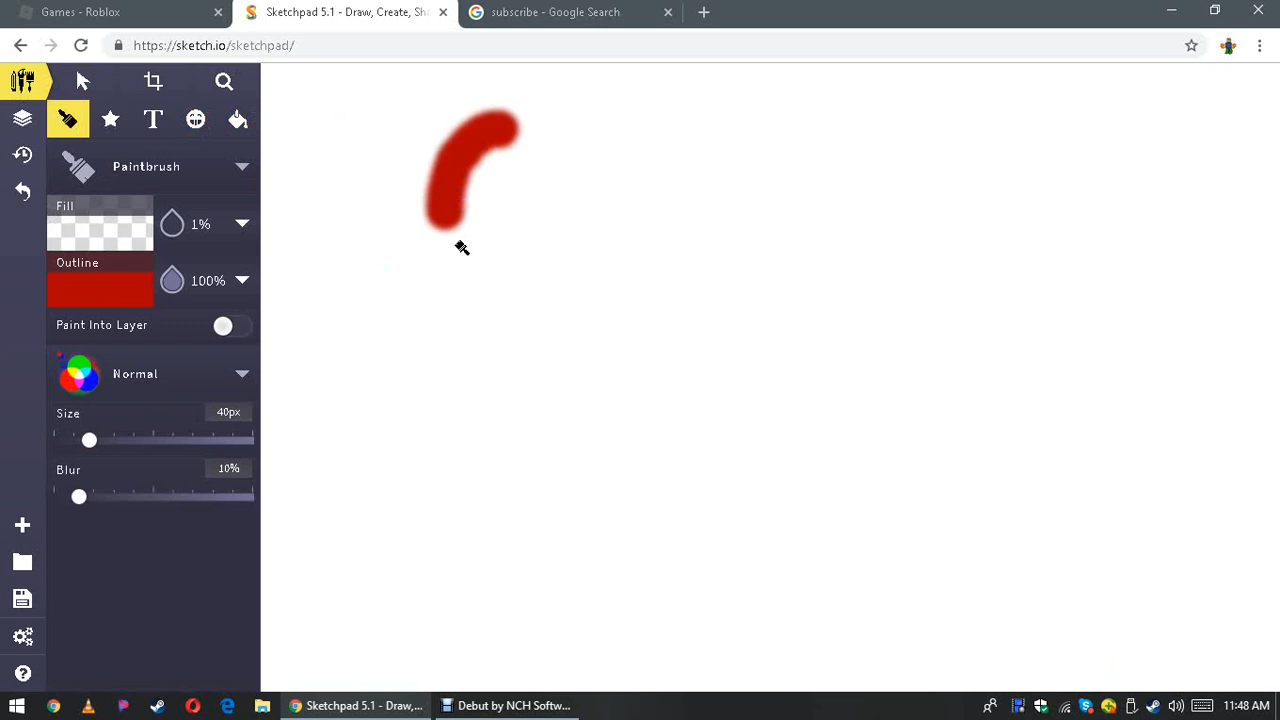 Games - Roblox
Sketchpad 5.1 - Draw, Create, Sh
subscribe - Google Search
https://sketch.io/sketchpad/
T
Paintbrush
Fill
1%
Outline
100%
Paint Into Layer
Normal
Size
40px
Blur
10%
Sketchpad 5.1 - Draw,...
Debut by NCH Softw...
11:48 AM